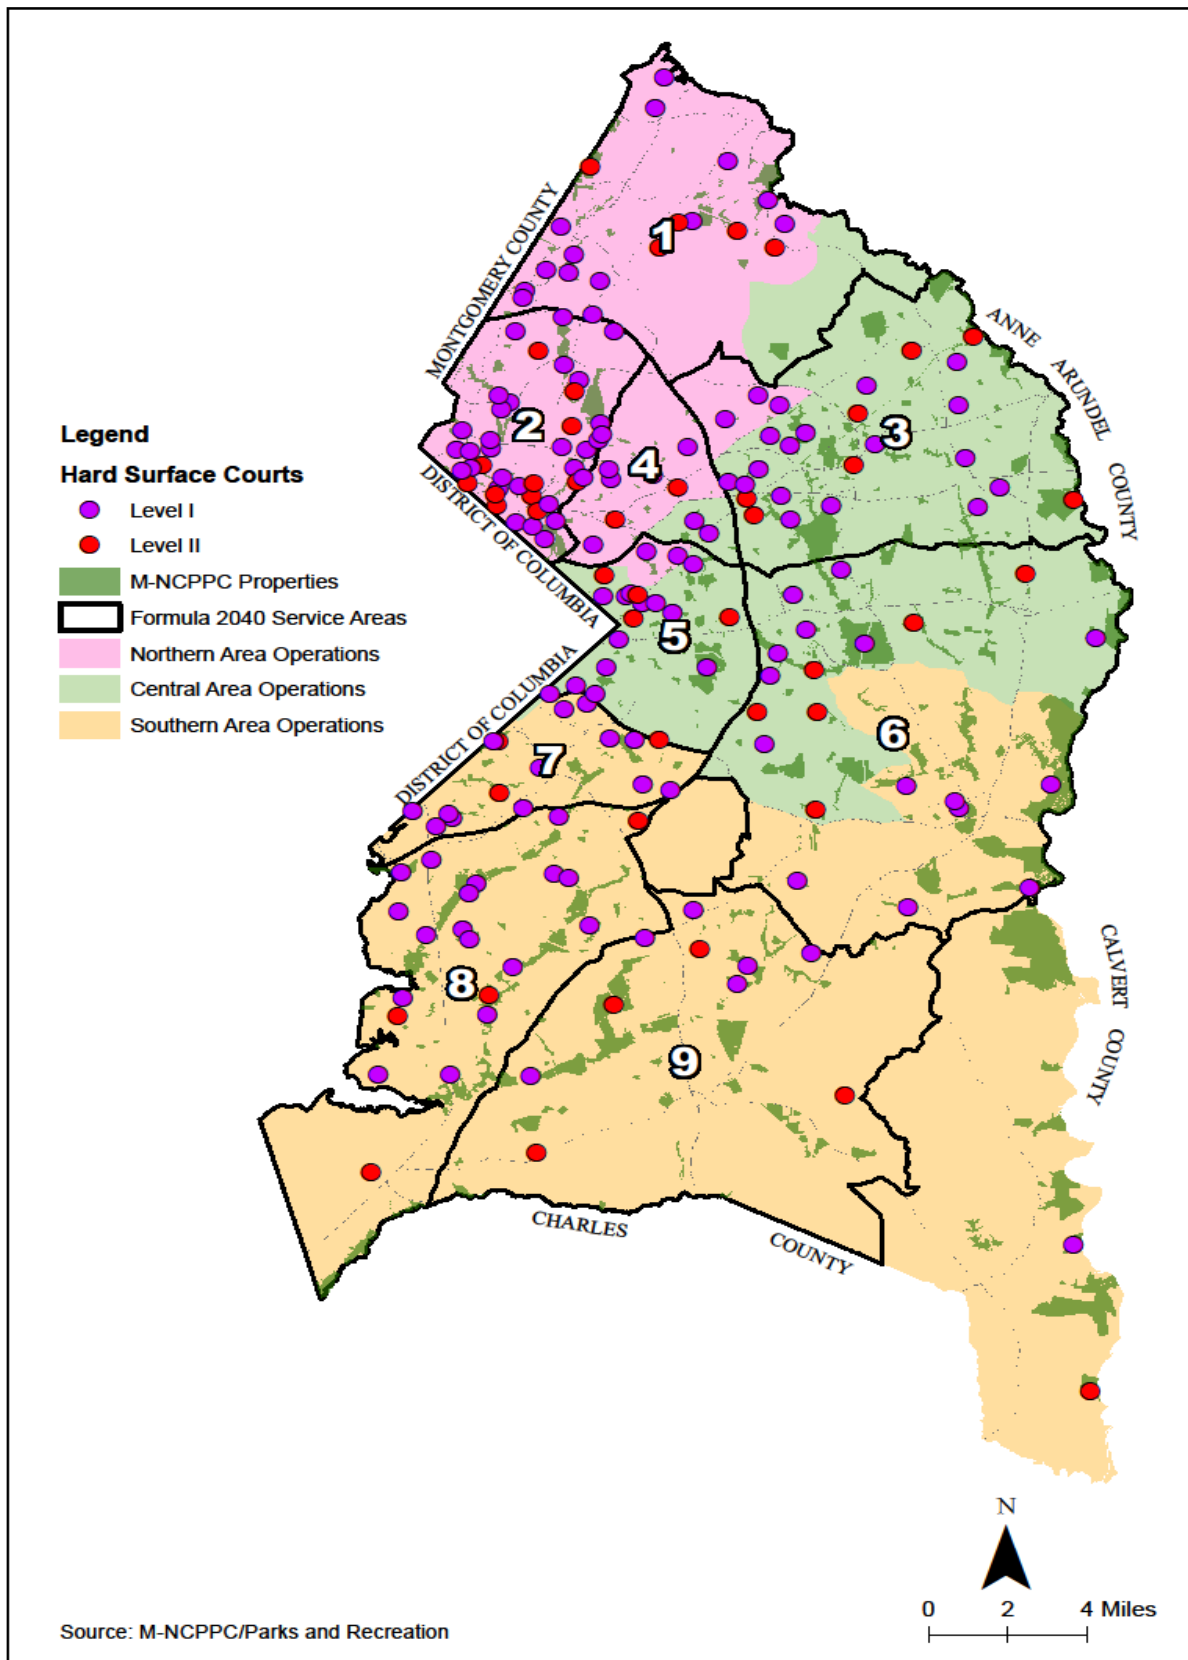 MONTGOMERY COUNTY
1
ANNE ARUNDEL COUNTY
2
3
4
Legend
Hard Surface Courts
Level I
Level II
M-NCPPC Properties
Formula 2040 Service Areas
Northern Area Operations
Central Area Operations
Southern Area Operations
DISTRICT OF COLUMBIA
5
DISTRICT OF COLUMBIA
6
7
8
CALVERT COUNTY
9
CHARLES COUNTY
N
0 2 4 Miles
Source: M-NCPPC/Parks and Recreation